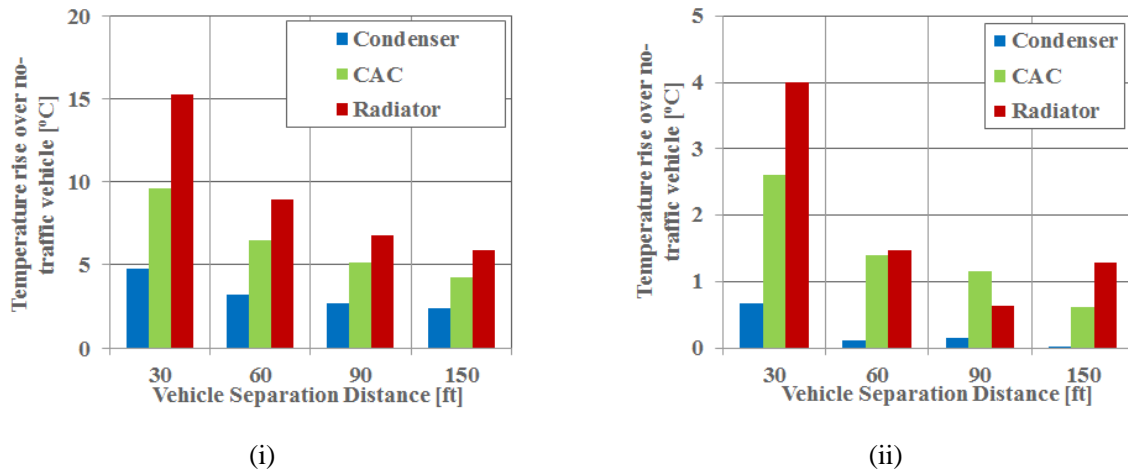 Temperature rise over no-
traffic vehicle [°C]
20
15
10
5
0
Condenser
CAC
Radiator
30 60 90 150
Vehicle Separation Distance [ft]
(i)
Temperature rise over no-
traffic vehicle [°C]
5
4
3
2
1
0
Condenser
CAC
Radiator
30 60 90 150
Vehicle Separation Distance [ft]
(ii)